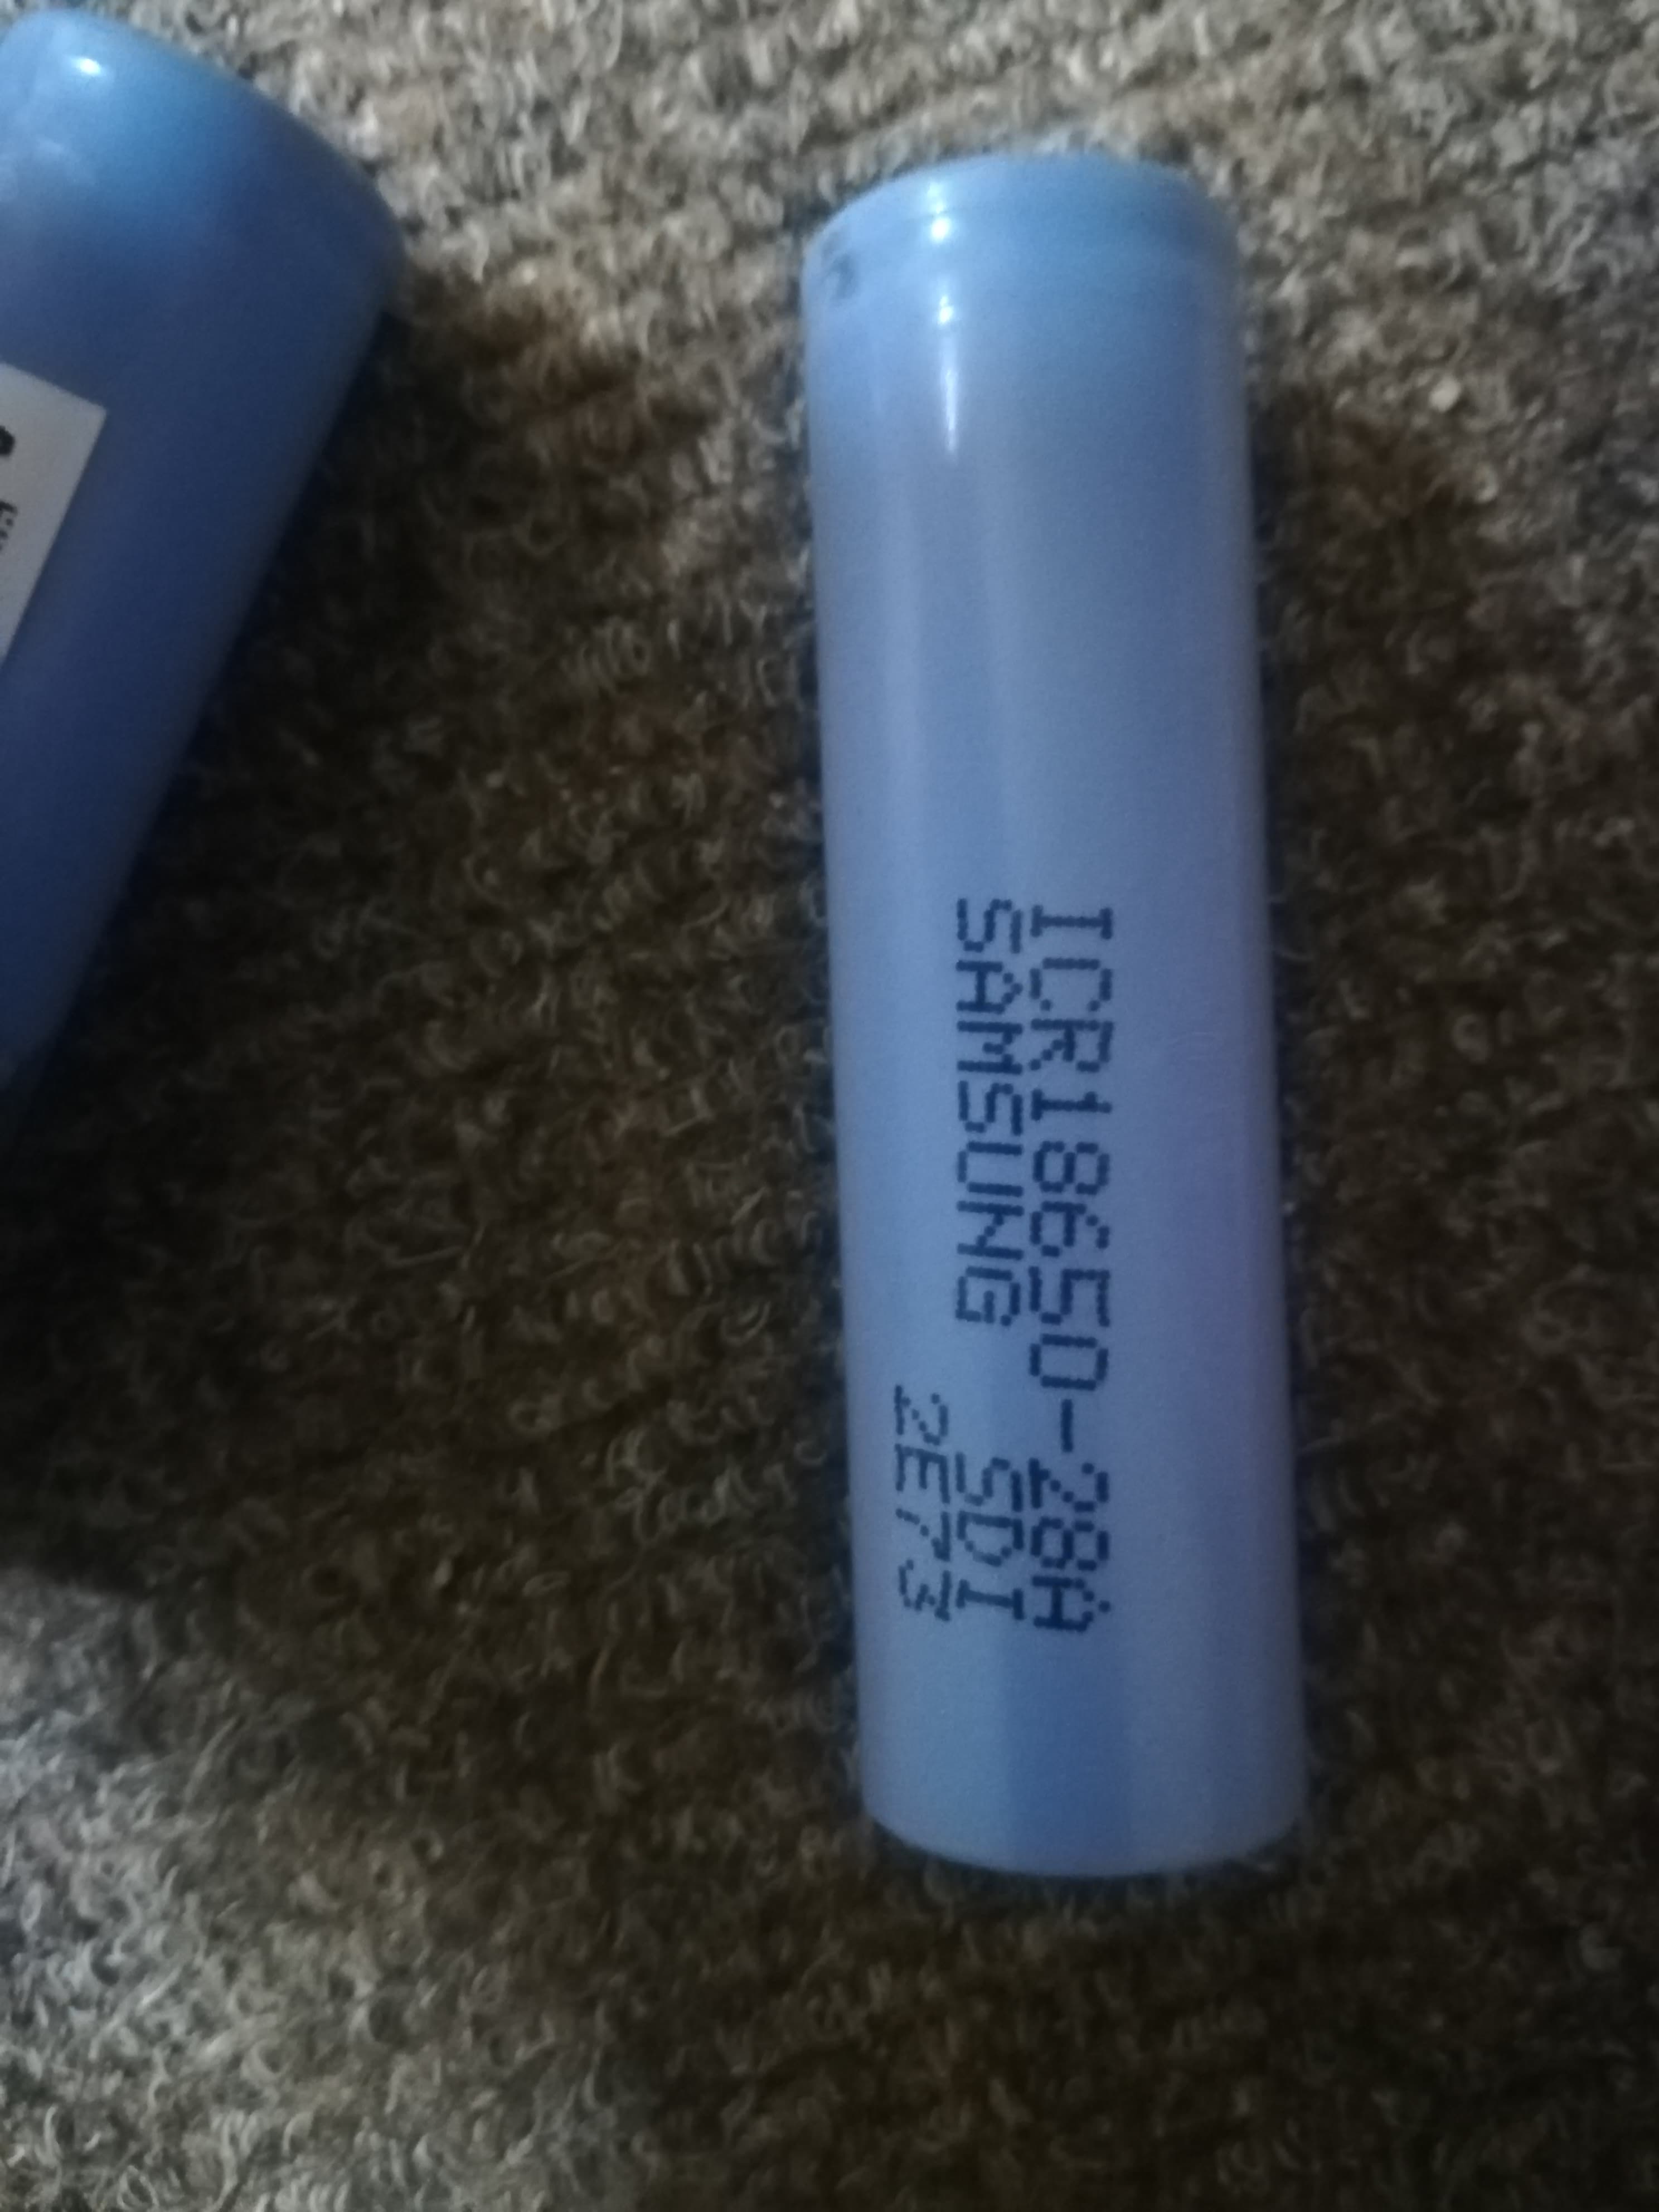 ICR18650-28A
SAMSUNG SDI
2E73